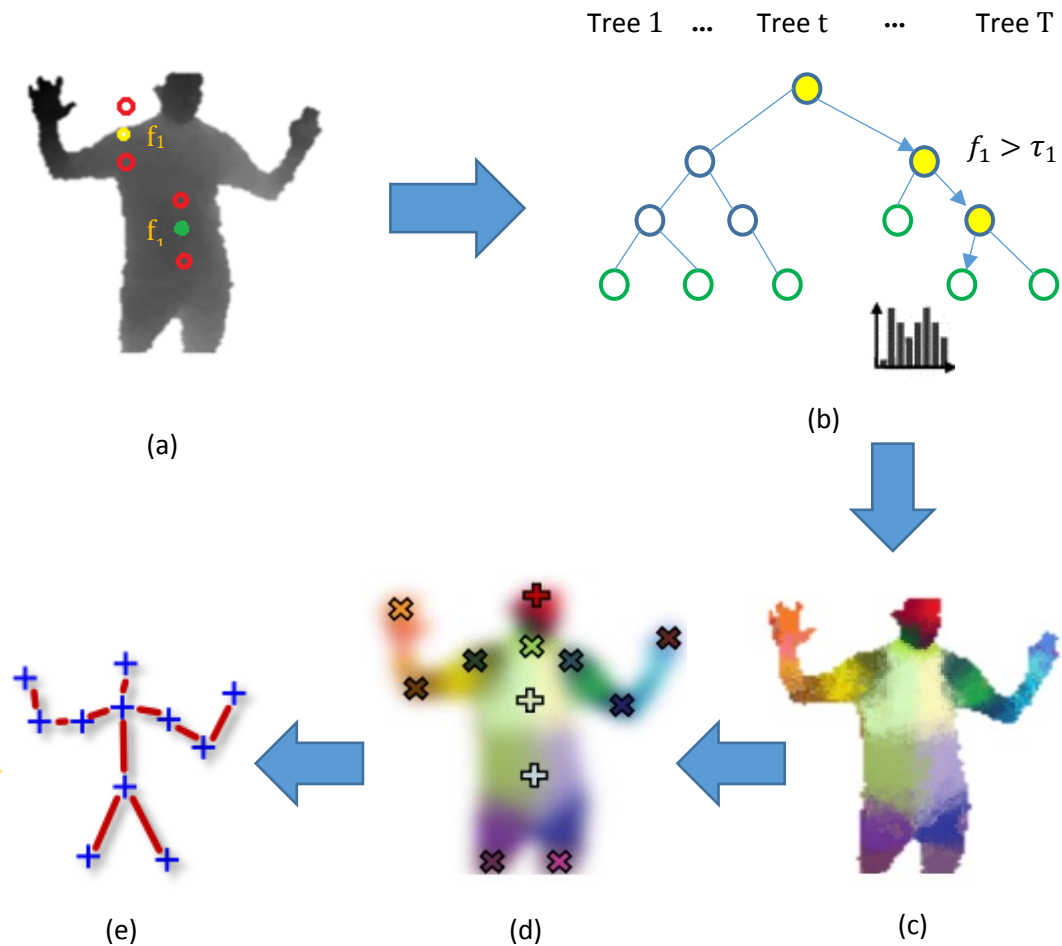 Tree 1 ... Tree t ... Tree T
f₁
f₁ > τ₁
f₁
(a)
(b)
(e)
(d)
(c)